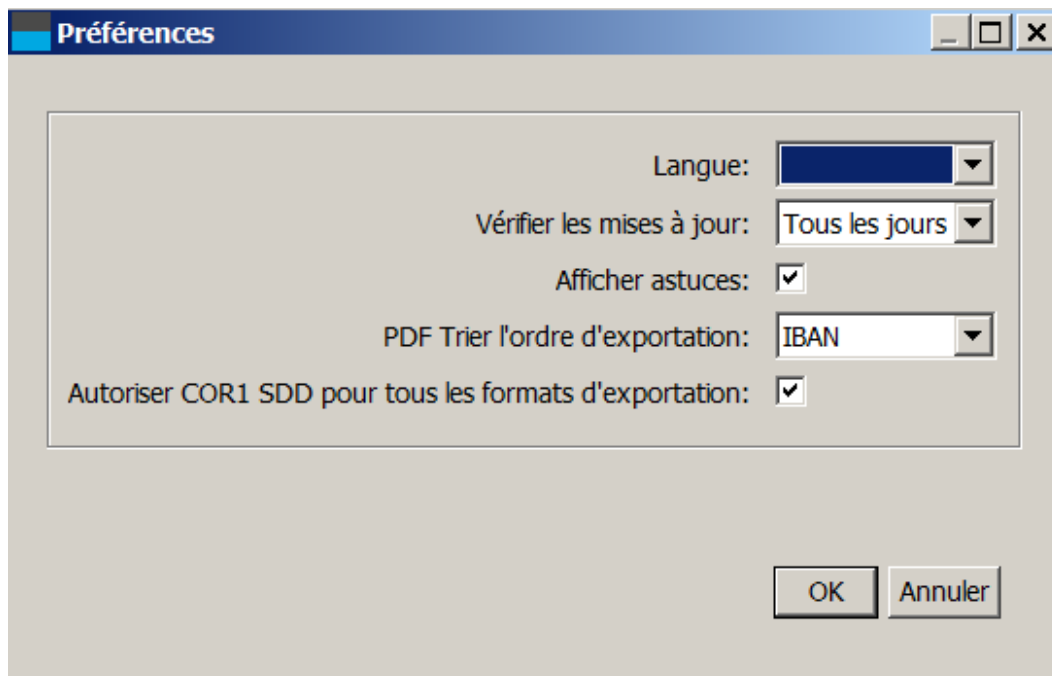 Préférences
Langue:
Vérifier les mises à jour: Tous les jours
Afficher astuces:
PDF Trier l'ordre d'exportation: IBAN
Autoriser COR1 SDD pour tous les formats d'exportation:
OK Annuler